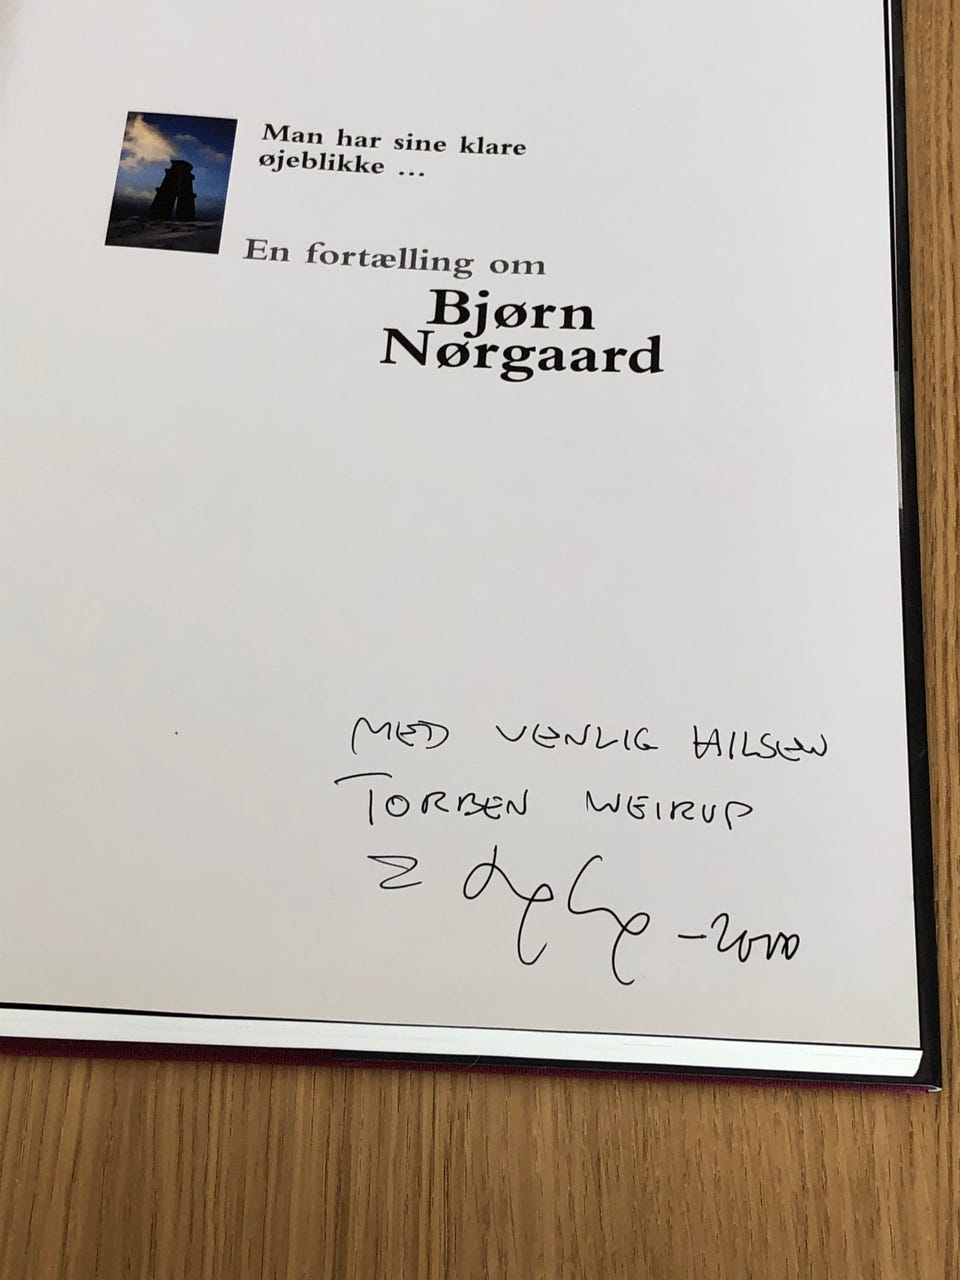 Man har sine klare
øjeblikke ...
En fortælling om
Bjørn
Nørgaard
MED VENLIG HILSEN
TORBEN WEIRUP
-2000